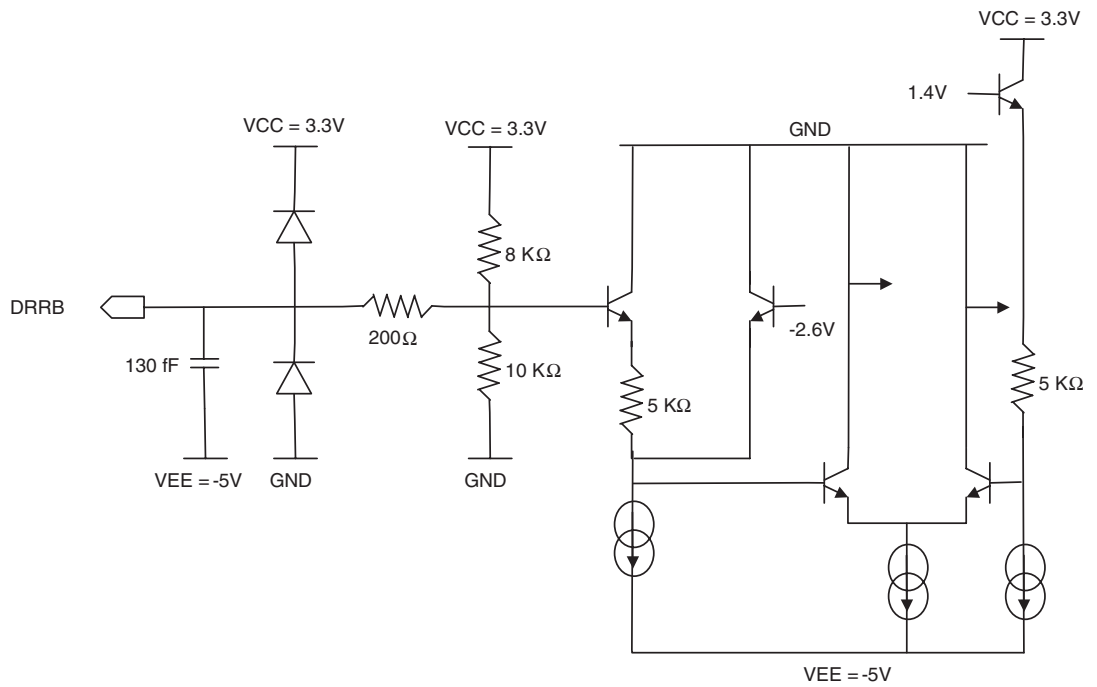 VCC = 3.3V
1.4V
VCC = 3.3V
VCC = 3.3V
GND
8 KΩ
DRRB
200Ω
-2.6V
130 fF
10 KΩ
5 KΩ
5 KΩ
VEE = -5V
GND
GND
VEE = -5V